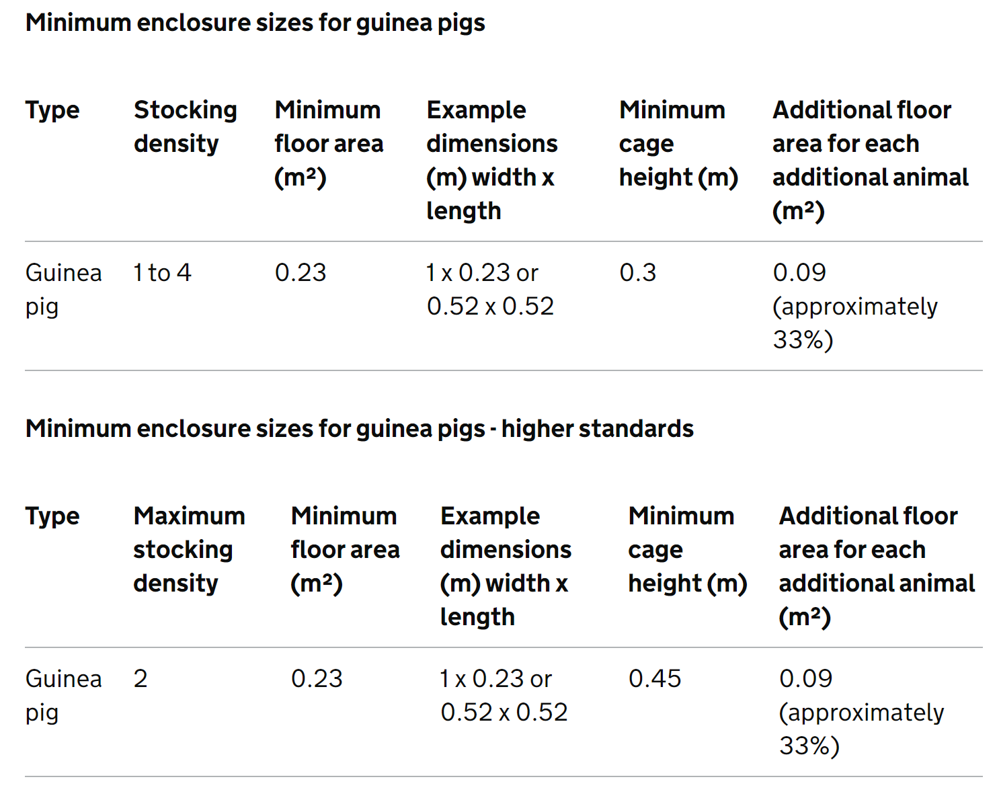 Minimum enclosure sizes for guinea pigs
Type
Stocking
density
Minimum
floor area
(m²)
Example
dimensions
(m) width x
length
Minimum
cage
height (m)
Additional floor
area for each
additional animal
(m²)
Guinea
pig
1 to 4
0.23
1 x 0.23 or
0.52 x 0.52
0.3
0.09
(approximately
33%)
Minimum enclosure sizes for guinea pigs - higher standards
Type
Maximum
stocking
density
Minimum
floor area
(m²)
Example
dimensions
(m) width x
length
Minimum
cage
height (m)
Additional floor
area for each
additional animal
(m²)
Guinea
pig
2
0.23
1 x 0.23 or
0.52 x 0.52
0.45
0.09
(approximately
33%)